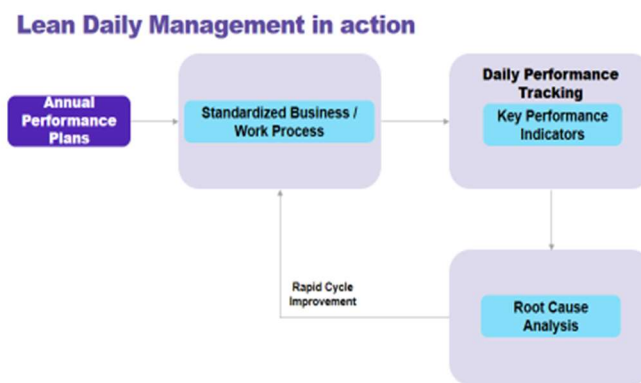 Lean Daily Management in action
Annual
Performance
Plans
Standardized Business /
Work Process
Daily Performance
Tracking
Key Performance
Indicators
Rapid Cycle
Improvement
Root Cause
Analysis